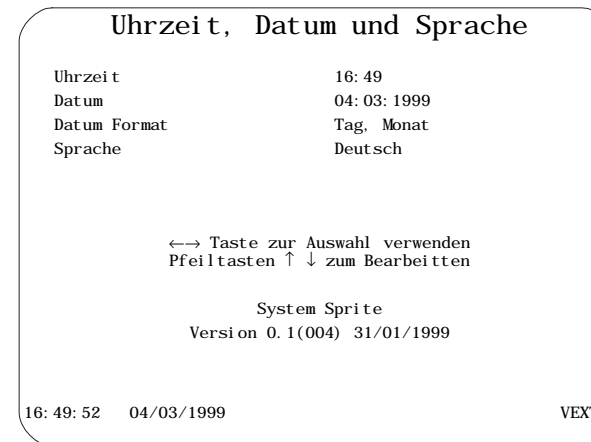 Uhrzeit, Datum und Sprache
Uhrzeit 16:49
Datum 04:03:1999
Datum Format Tag, Monat
Sprache Deutsch
←→ Taste zur Auswahl verwenden
Pfeiltasten ↑ ↓ zum Bearbeitten
System Sprite
Version 0.1(004) 31/01/1999
16:49:52 04/03/1999 VEXT